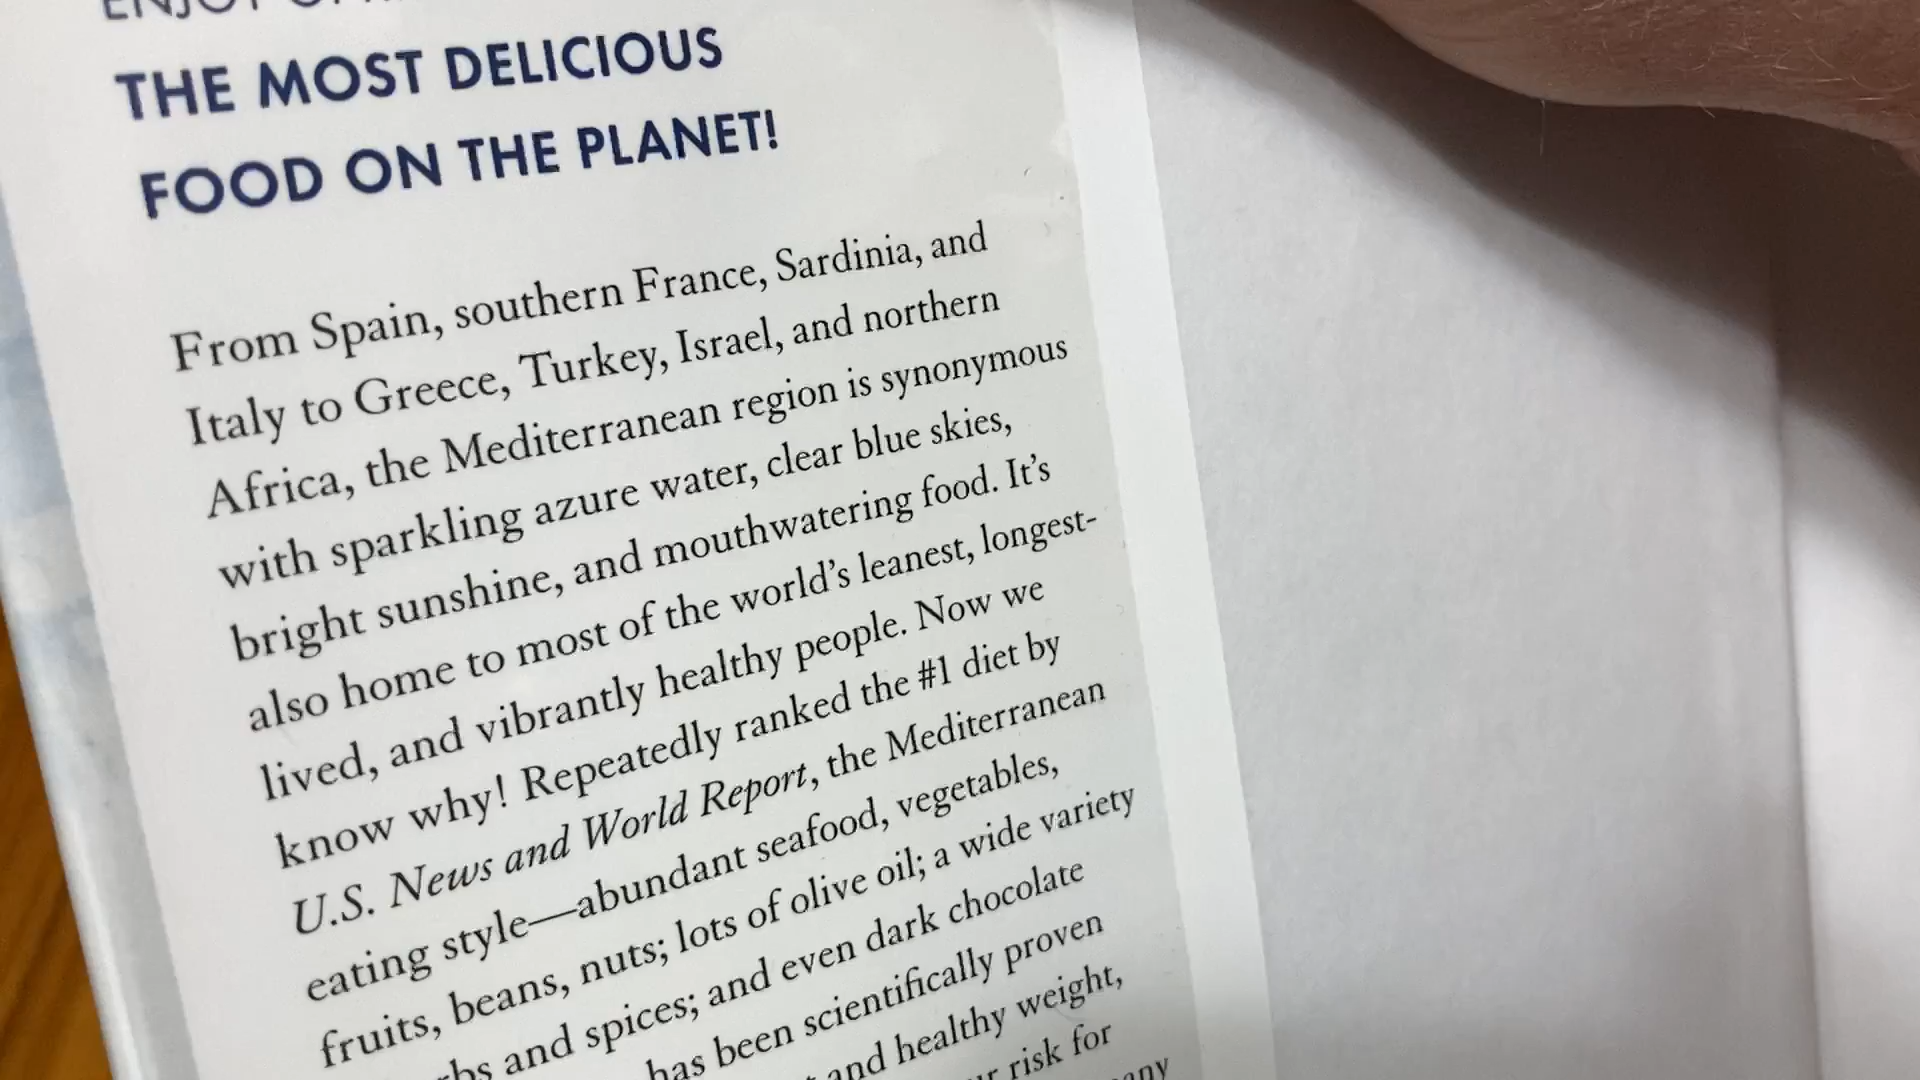 ENJOY
THE MOST DELICIOUS
FOOD ON THE PLANET!
From Spain, southern France, Sardinia, and
Italy to Greece, Turkey, Israel, and northern
Africa, the Mediterranean region is synonymous
with sparkling azure water, clear blue skies,
bright sunshine, and mouthwatering food. It’s
also home to most of the world’s leanest, longest-
lived, and vibrantly healthy people. Now we
know why! Repeatedly ranked the #1 diet by
U.S. News and World Report, the Mediterranean
eating style—abundant seafood, vegetables,
fruits, beans, nuts; lots of olive oil; a wide variety
and spices; and even dark chocolate
has been scientifically proven
and healthy weight,
risk for